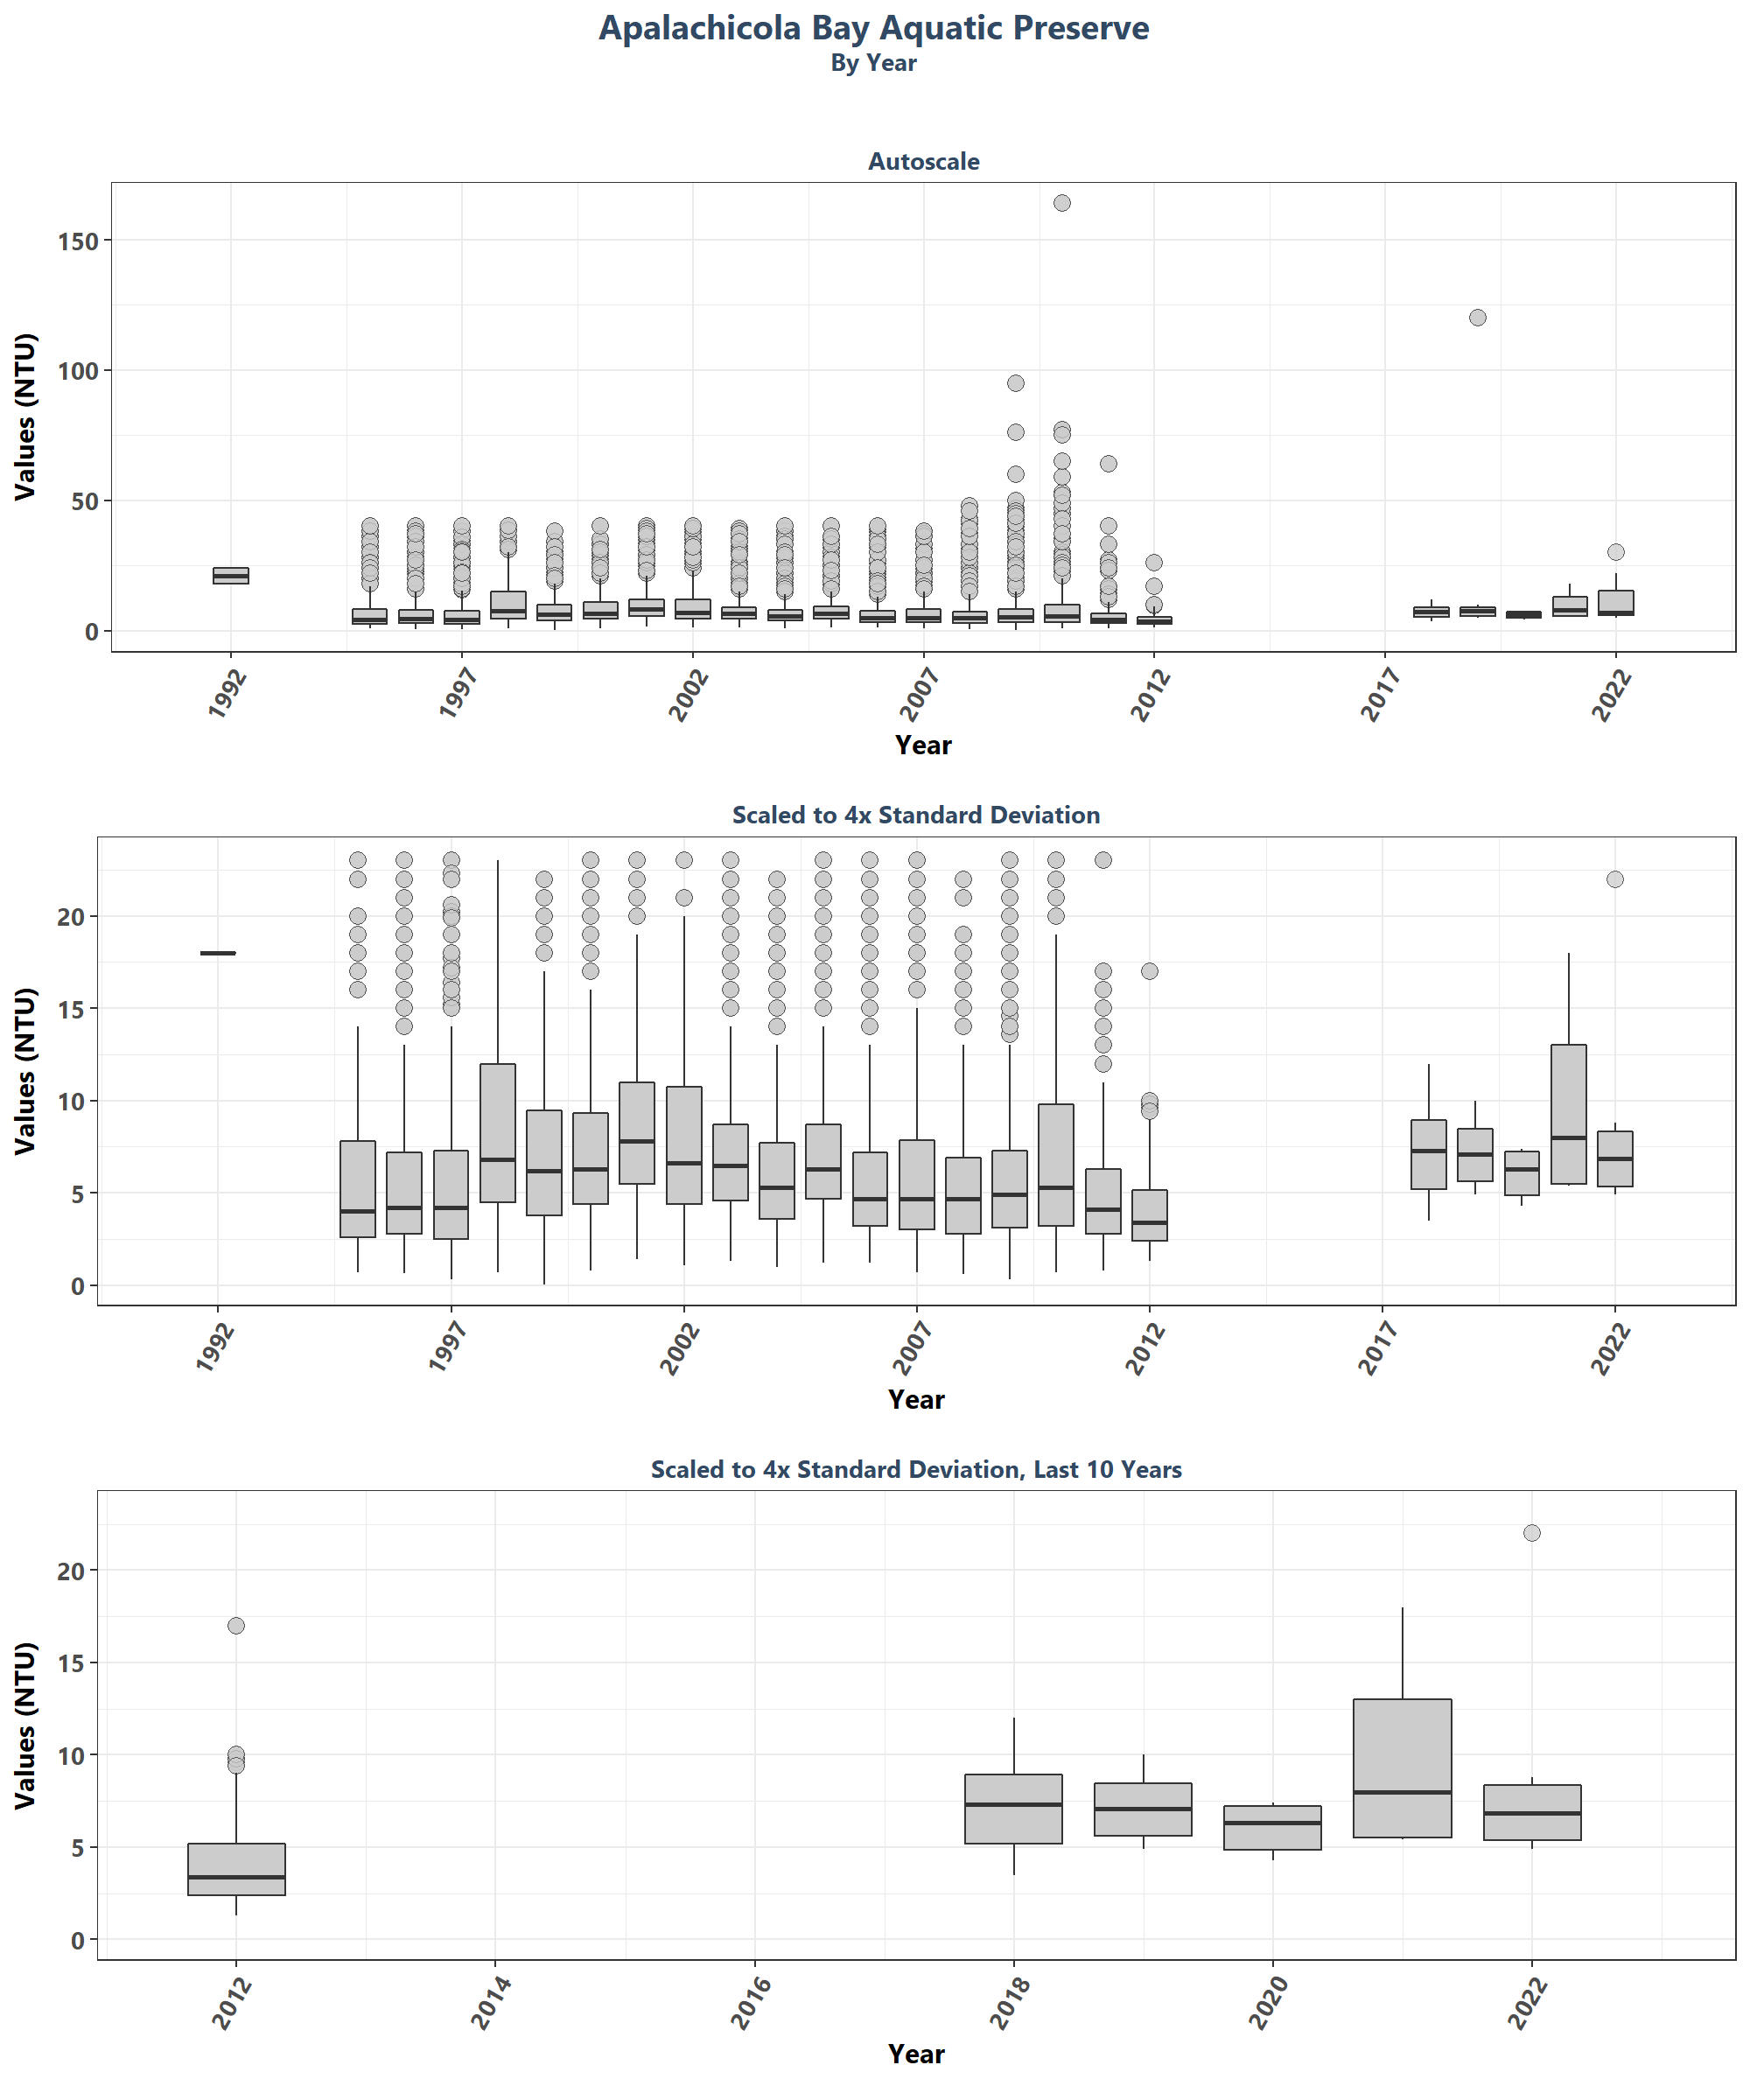 Apalachicola Bay Aquatic Preserve
By Year
Autoscale
Values (NTU)
150
100
50
0
1992 1997 2002 2007 2012 2017 2022
Year
Scaled to 4x Standard Deviation
Values (NTU)
20
15
10
5
0
1992 1997 2002 2007 2012 2017 2022
Year
Scaled to 4x Standard Deviation, Last 10 Years
Values (NTU)
20
15
10
5
0
2012 2014 2016 2018 2020 2022
Year